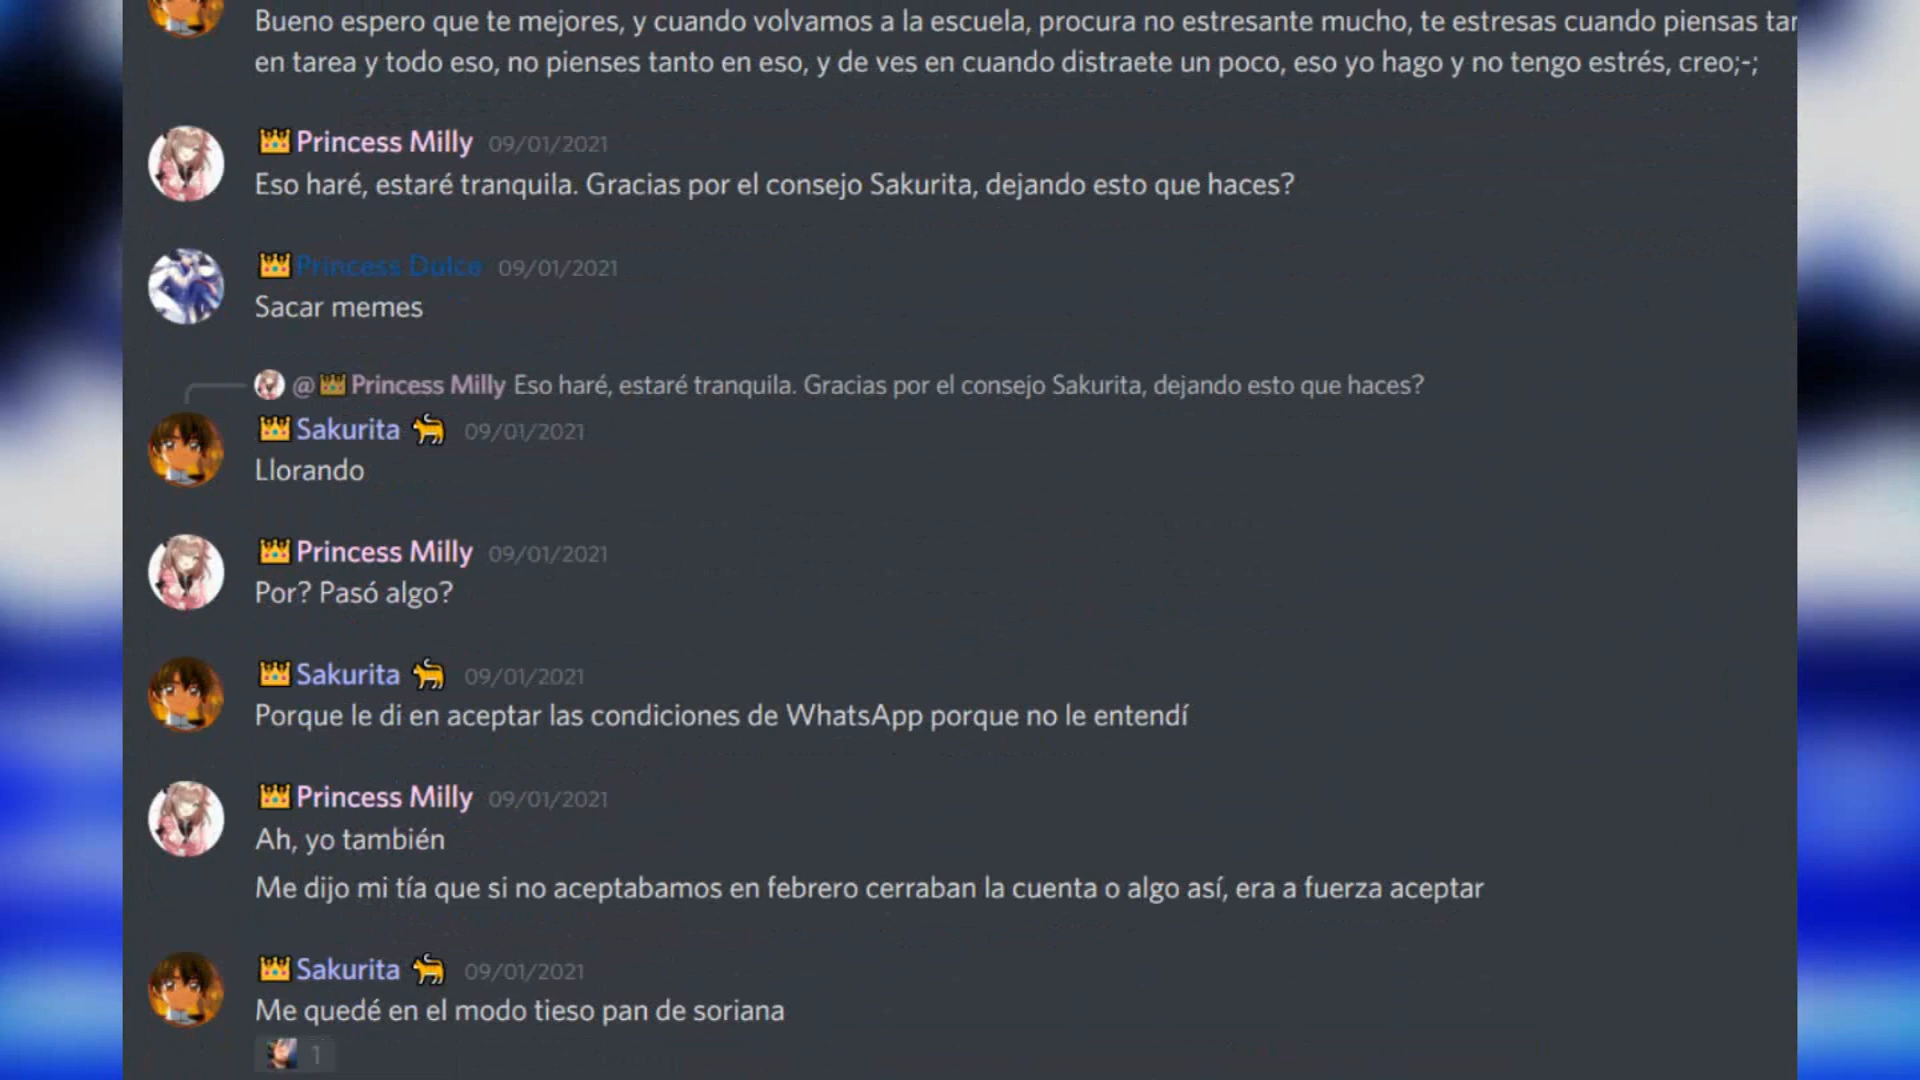 Bueno espero que te mejores, y cuando volvamos a la escuela, procura no estresante mucho, te estresas cuando piensas
en tarea y todo eso, no pienses tanto en eso, y de ves en cuando distraete un poco, eso yo hago y no tengo estrés, creo;-;
Princess Milly 09/01/2021
Eso haré, estaré tranquila. Gracias por el consejo Sakurita, dejando esto que haces?
Princess Dulce 09/01/2021
Sacar memes
@ Princess Milly Eso haré, estaré tranquila. Gracias por el consejo Sakurita, dejando esto que haces?
Sakurita 09/01/2021
Llorando
Princess Milly 09/01/2021
Por? Pasó algo?
Sakurita 09/01/2021
Porque le di en aceptar las condiciones de WhatsApp porque no le entendí
Princess Milly 09/01/2021
Ah, yo también
Me dijo mi tía que si no aceptabamos en febrero cerraban la cuenta o algo así, era a fuerza aceptar
Sakurita 09/01/2021
Me quedé en el modo tieso pan de soriana
1